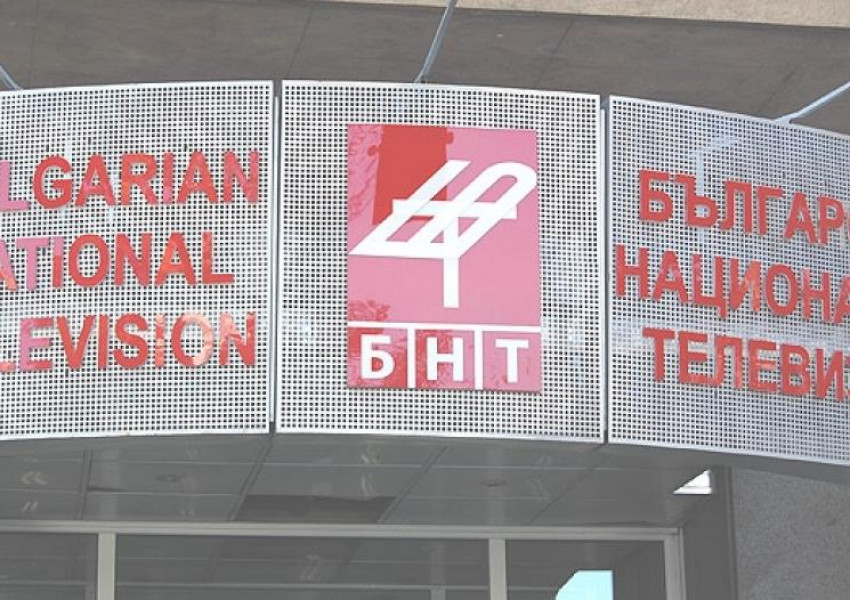 LGARIAN
ATIONAL
LEVISION
БНТ
БЪЛГАР
НАЦИОНА
ТЕЛЕВИЗ